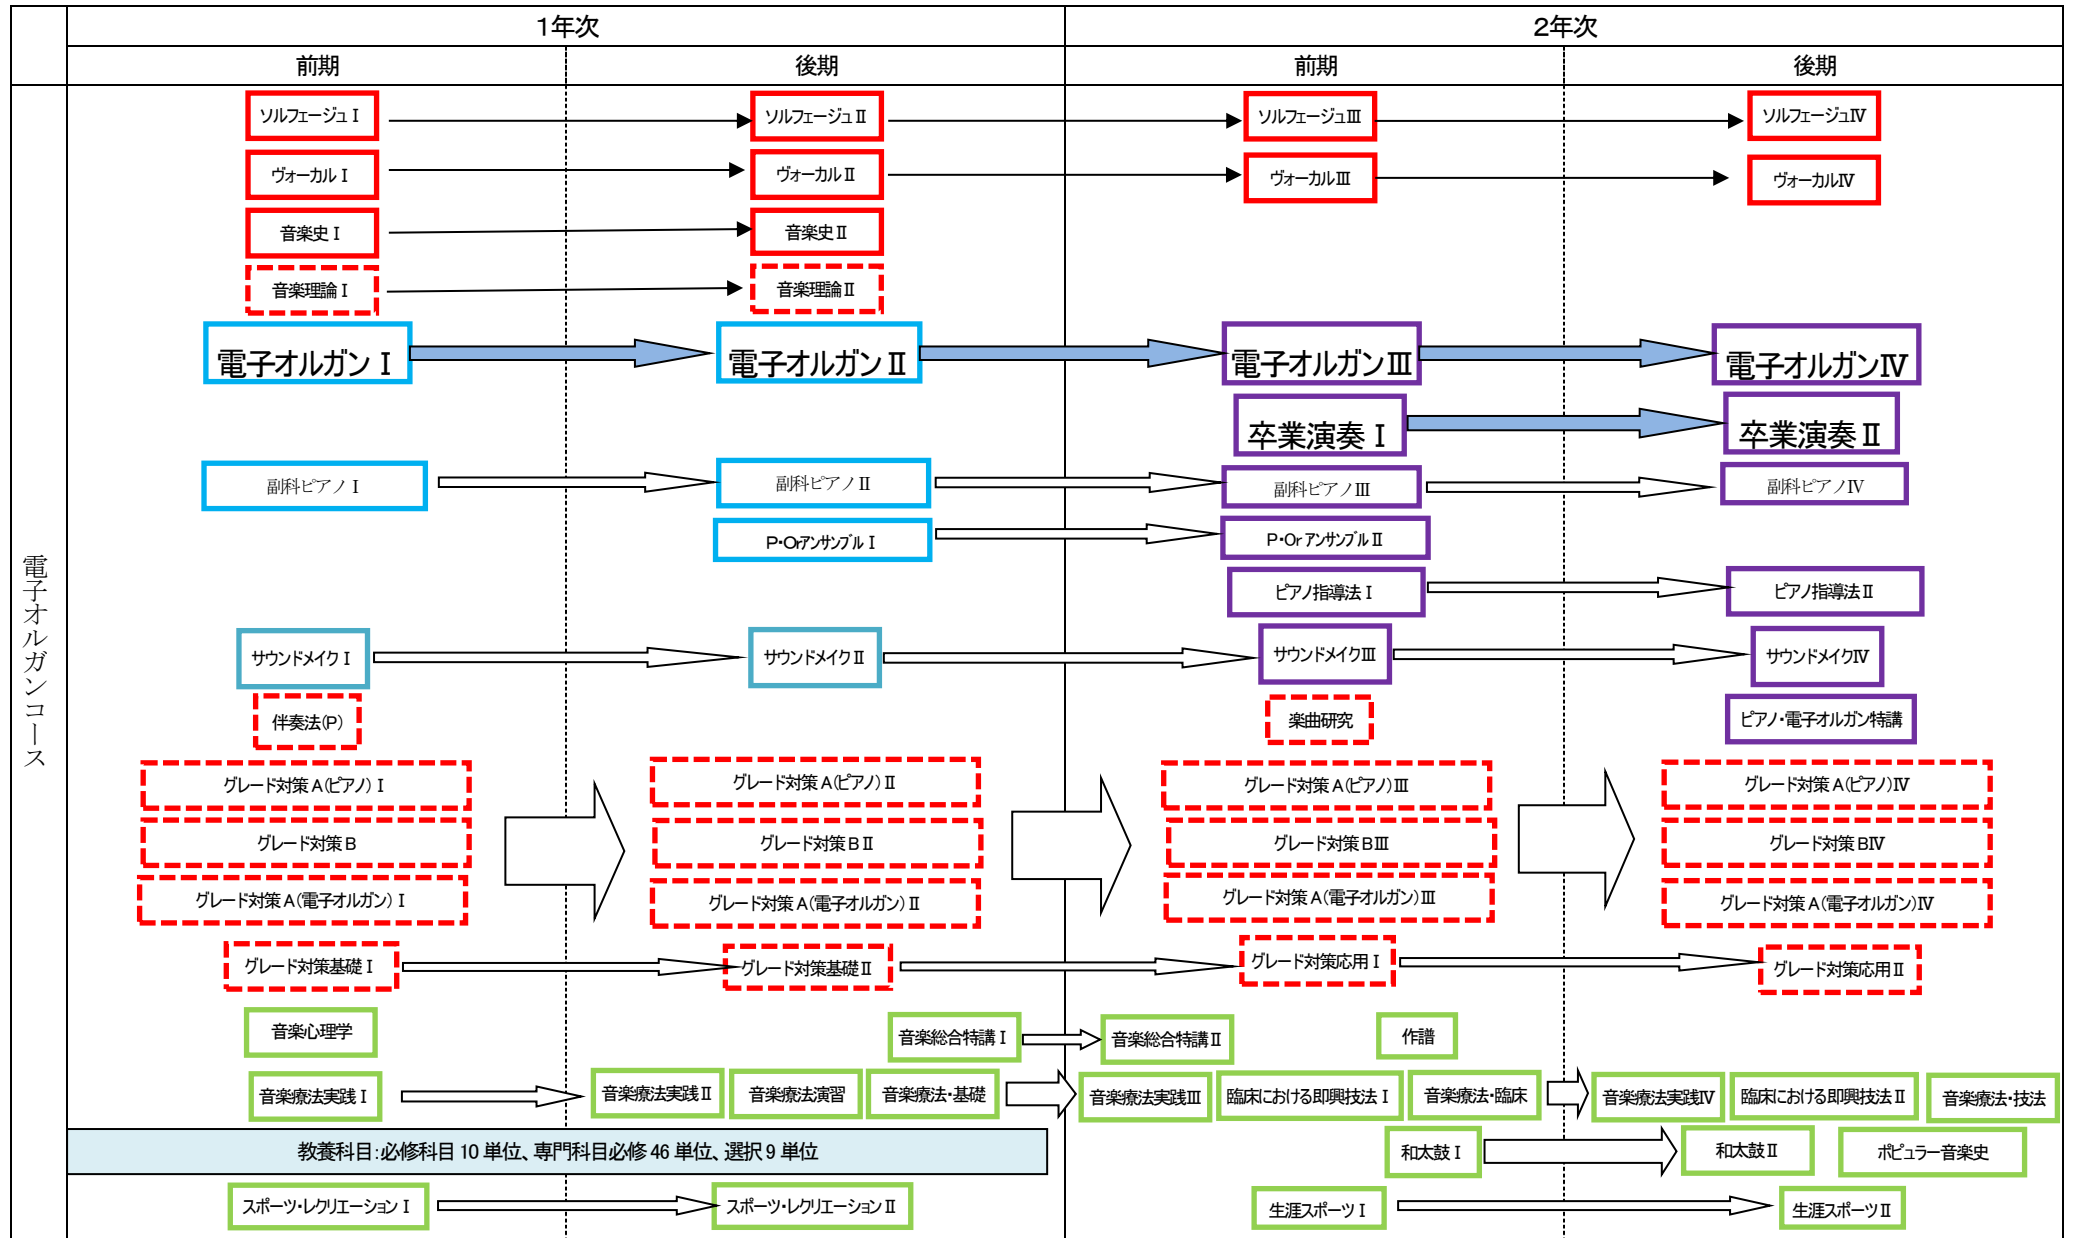 1年次
2年次
前期
後期
前期
後期
電子オルガンコース
ソルフェージュⅠ
ソルフェージュⅡ
ソルフェージュⅢ
ソルフェージュⅣ
ヴォーカルⅠ
ヴォーカルⅡ
ヴォーカルⅢ
ヴォーカルⅣ
音楽史Ⅰ
音楽史Ⅱ
音楽理論Ⅰ
音楽理論Ⅱ
電子オルガンⅠ
電子オルガンⅡ
電子オルガンⅢ
電子オルガンⅣ
卒業演奏Ⅰ
卒業演奏Ⅱ
副科ピアノⅠ
副科ピアノⅡ
副科ピアノⅢ
副科ピアノⅣ
P・OrアンサンブルⅠ
P・OrアンサンブルⅡ
ピアノ指導法Ⅰ
ピアノ指導法Ⅱ
サウンドメイクⅠ
サウンドメイクⅡ
サウンドメイクⅢ
サウンドメイクⅣ
伴奏法(P)
楽曲研究
ピアノ・電子オルガン特講
グレード対策A(ピアノ)Ⅰ
グレード対策A(ピアノ)Ⅱ
グレード対策A(ピアノ)Ⅲ
グレード対策A(ピアノ)Ⅳ
グレード対策B
グレード対策BⅡ
グレード対策BⅢ
グレード対策BⅣ
グレード対策A(電子オルガン)Ⅰ
グレード対策A(電子オルガン)Ⅱ
グレード対策A(電子オルガン)Ⅲ
グレード対策A(電子オルガン)Ⅳ
グレード対策基礎Ⅰ
グレード対策基礎Ⅱ
グレード対策応用Ⅰ
グレード対策応用Ⅱ
音楽心理学
音楽総合特講Ⅰ
音楽総合特講Ⅱ
作譜
音楽療法実践Ⅰ
音楽療法実践Ⅱ
音楽療法演習
音楽療法・基礎
音楽療法実践Ⅲ
臨床における即興技法Ⅰ
音楽療法・臨床
音楽療法実践Ⅳ
臨床における即興技法Ⅱ
音楽療法・技法
教養科目:必修科目10単位、専門科目必修46単位、選択9単位
和太鼓Ⅰ
和太鼓Ⅱ
ポピュラー音楽史
スポーツ・レクリエーションⅠ
スポーツ・レクリエーションⅡ
生涯スポーツⅠ
生涯スポーツⅡ